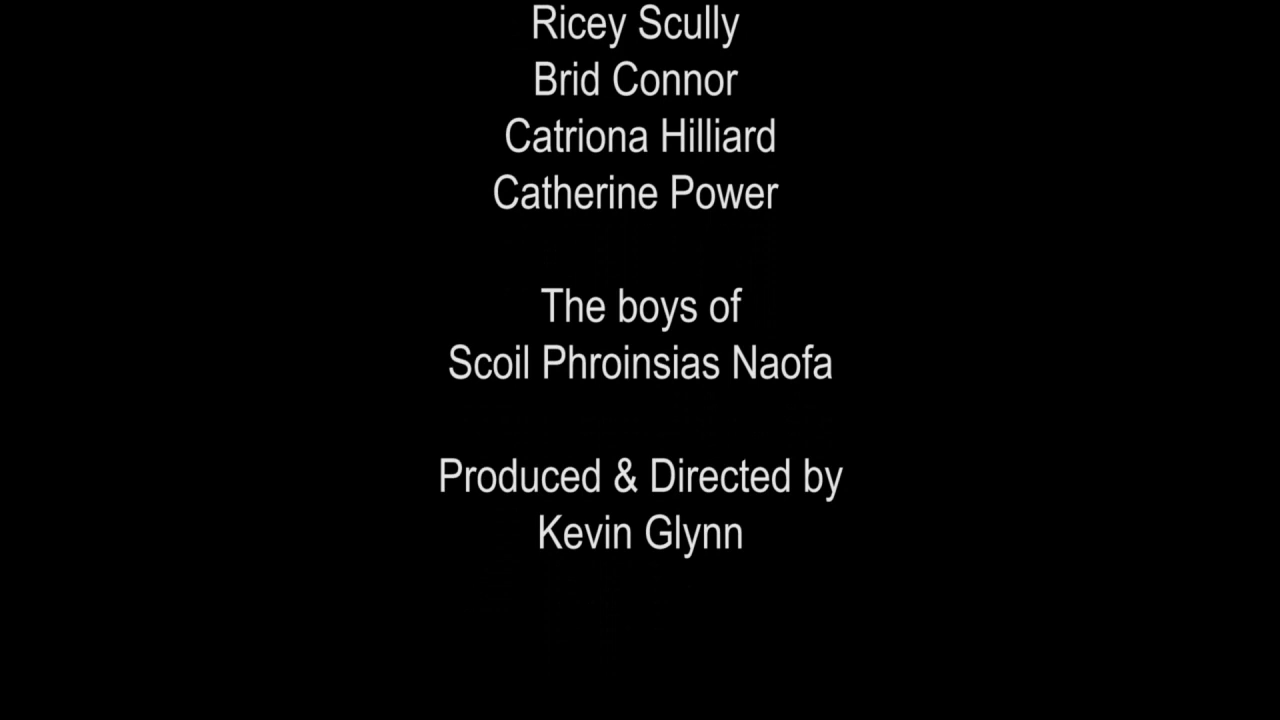 Ricey Scully
Brid Connor
Catriona Hilliard
Catherine Power
The boys of
Scoil Phroinsias Naofa
Produced & Directed by
Kevin Glynn